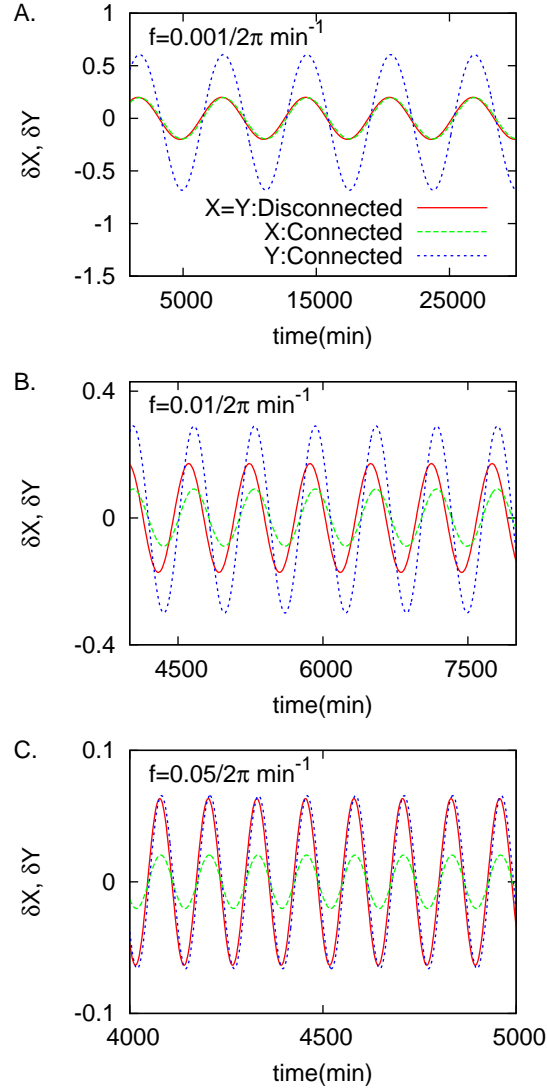 A.
f=0.001/2π min⁻¹
1
0.5
0
-0.5
-1
-1.5
δX, δY
X=Y:Disconnected
X:Connected
Y:Connected
5000 15000 25000
time(min)
B.
f=0.01/2π min⁻¹
0.4
0
-0.4
δX, δY
4500 6000 7500
time(min)
C.
f=0.05/2π min⁻¹
0.1
0
-0.1
δX, δY
4000 4500 5000
time(min)